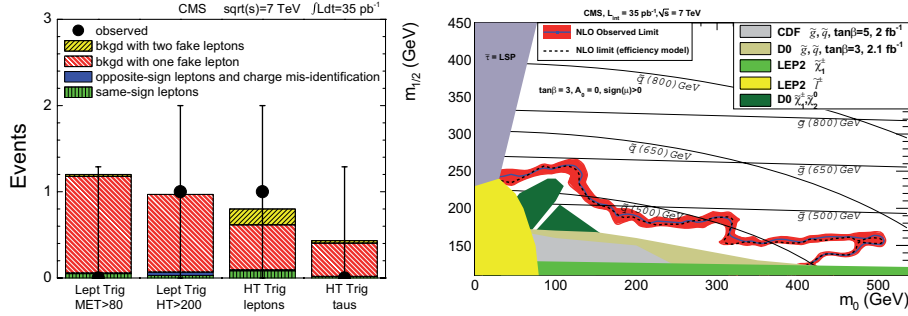 CMS sqrt(s)=7 TeV ∫Ldt=35 pb⁻¹
Events
3
2
1
0
observed
bkgd with two fake leptons
bkgd with one fake lepton
opposite-sign leptons and charge mis-identification
same-sign leptons
Lept Trig
MET>80
Lept Trig
HT>200
HT Trig
leptons
HT Trig
taus
CMS, L_int = 35 pb⁻¹, √s = 7 TeV
m_1/2 (GeV)
450
400
350
300
250
200
150
NLO Observed Limit
NLO limit (efficiency model)
τ̃ = LSP
tanβ = 3, A_0 = 0, sign(μ)>0
CDF g̃, q̃, tanβ=5, 2 fb⁻¹
D0 g̃, q̃, tanβ=3, 2.1 fb⁻¹
LEP2 χ̃₁±
LEP2 l̃±
D0 χ̃₁±, χ̃₂⁰
q̃ (800) GeV
g̃ (800) GeV
q̃ (650) GeV
g̃ (650) GeV
q̃ (500) GeV
g̃ (500) GeV
0 100 200 300 400 500
m_0 (GeV)